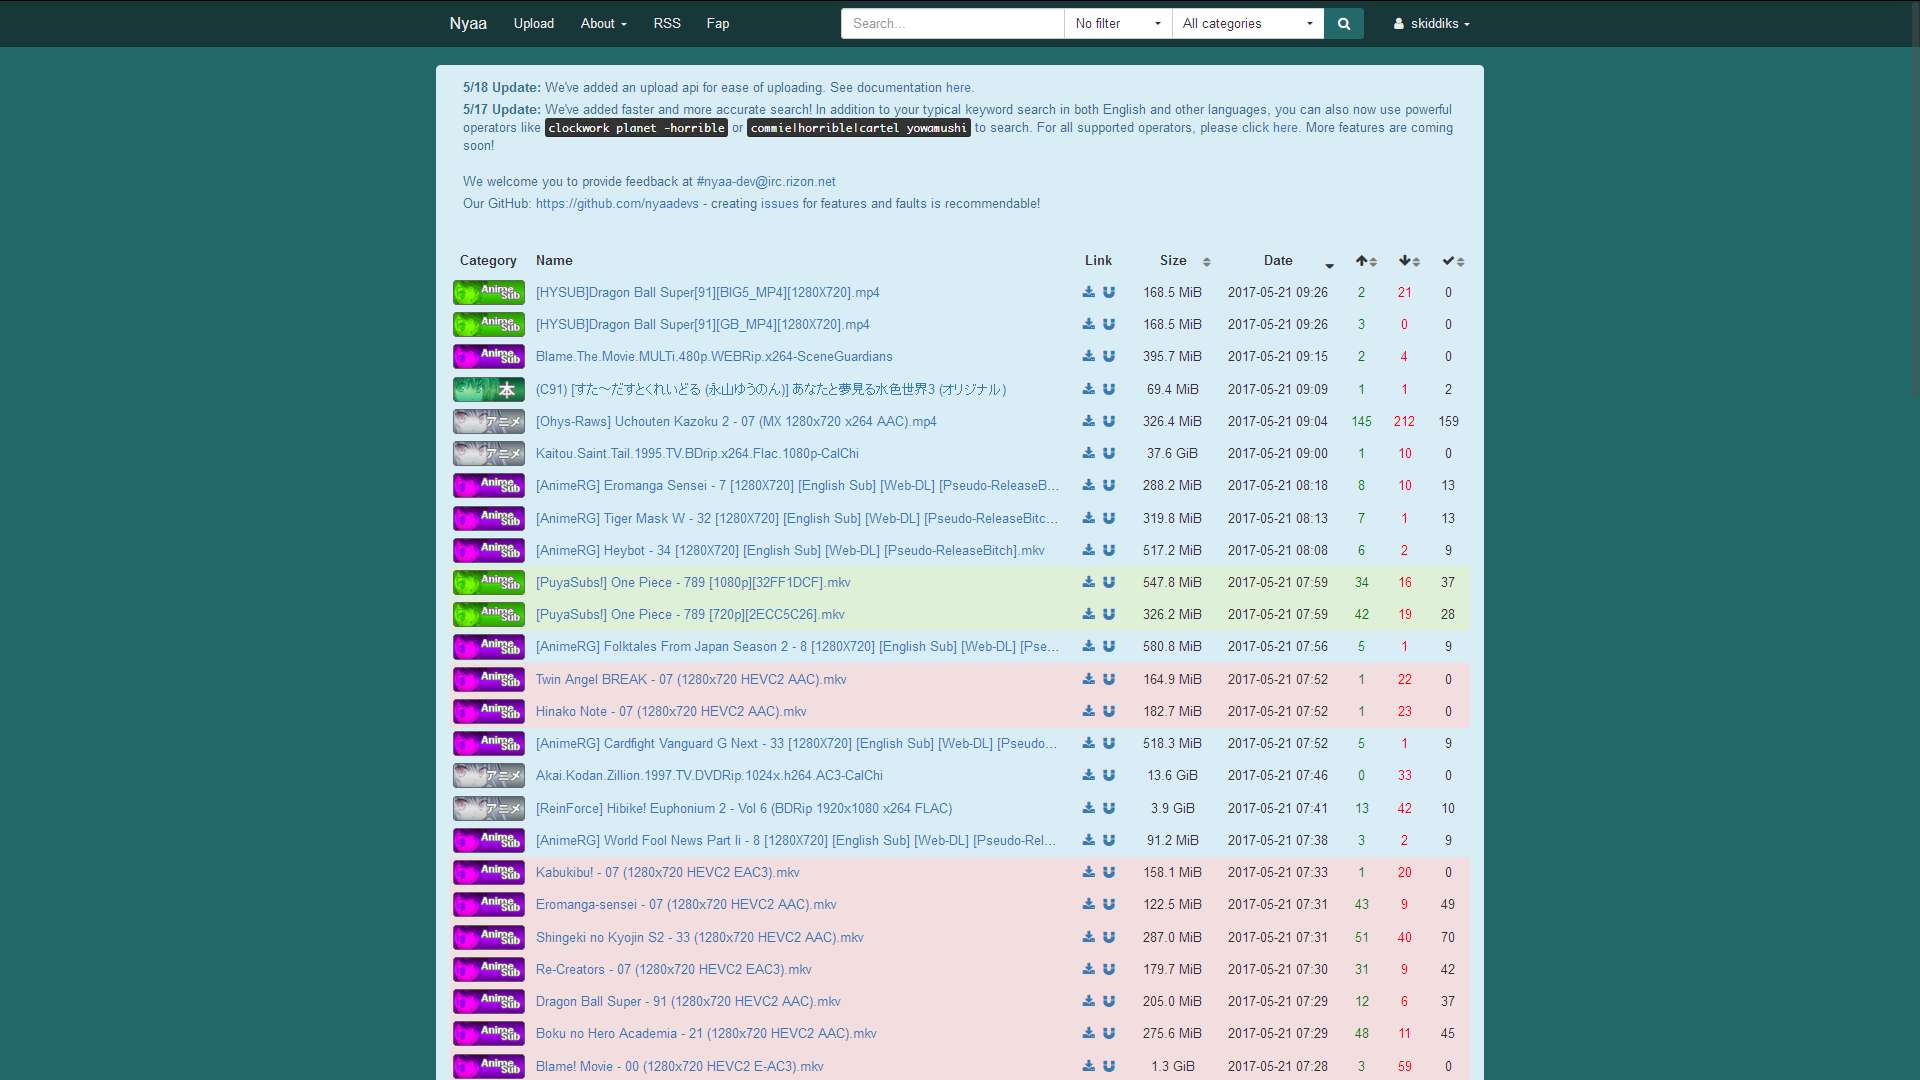 Nyaa Upload About RSS Fap Search... No filter All categories skiddiks
5/18 Update: We've added an upload api for ease of uploading. See documentation here.
5/17 Update: We've added faster and more accurate search! In addition to your typical keyword search in both English and other languages, you can also now use powerful
operators like clockwork planet -horrible or commie|horrible|cartel yowamushi to search. For all supported operators, please click here. More features are coming
soon!
We welcome you to provide feedback at #nyaa-dev@irc.rizon.net
Our GitHub: https://github.com/nyaadevs - creating issues for features and faults is recommendable!
Category Name Link Size Date
Anime Sub [HYSUB]Dragon Ball Super[91][BIG5_MP4][1280X720].mp4 168.5 MiB 2017-05-21 09:26 2 21 0
Anime Sub [HYSUB]Dragon Ball Super[91][GB_MP4][1280X720].mp4 168.5 MiB 2017-05-21 09:26 3 0 0
Anime Sub Blame.The.Movie.MULTi.480p.WEBRip.x264-SceneGuardians 395.7 MiB 2017-05-21 09:15 2 4 0
本 (C91) [すた～だすとくれいどる (永山ゆうのん)] あなたと夢見る水色世界3 (オリジナル) 69.4 MiB 2017-05-21 09:09 1 1 2
アニメ [Ohys-Raws] Uchouten Kazoku 2 - 07 (MX 1280x720 x264 AAC).mp4 326.4 MiB 2017-05-21 09:04 145 212 159
アニメ Kaitou.Saint.Tail.1995.TV.BDrip.x264.Flac.1080p-CalChi 37.6 GiB 2017-05-21 09:00 1 10 0
Anime Sub [AnimeRG] Eromanga Sensei - 7 [1280X720] [English Sub] [Web-DL] [Pseudo-ReleaseB... 288.2 MiB 2017-05-21 08:18 8 10 13
Anime Sub [AnimeRG] Tiger Mask W - 32 [1280X720] [English Sub] [Web-DL] [Pseudo-ReleaseBitc... 319.8 MiB 2017-05-21 08:13 7 1 13
Anime Sub [AnimeRG] Heybot - 34 [1280X720] [English Sub] [Web-DL] [Pseudo-ReleaseBitch].mkv 517.2 MiB 2017-05-21 08:08 6 2 9
Anime Sub [PuyaSubs!] One Piece - 789 [1080p][32FF1DCF].mkv 547.8 MiB 2017-05-21 07:59 34 16 37
Anime Sub [PuyaSubs!] One Piece - 789 [720p][2ECC5C26].mkv 326.2 MiB 2017-05-21 07:59 42 19 28
Anime Sub [AnimeRG] Folktales From Japan Season 2 - 8 [1280X720] [English Sub] [Web-DL] [Pse... 580.8 MiB 2017-05-21 07:56 5 1 9
Anime Sub Twin Angel BREAK - 07 (1280x720 HEVC2 AAC).mkv 164.9 MiB 2017-05-21 07:52 1 22 0
Anime Sub Hinako Note - 07 (1280x720 HEVC2 AAC).mkv 182.7 MiB 2017-05-21 07:52 1 23 0
Anime Sub [AnimeRG] Cardfight Vanguard G Next - 33 [1280X720] [English Sub] [Web-DL] [Pseudo... 518.3 MiB 2017-05-21 07:52 5 1 9
アニメ Akai.Kodan.Zillion.1997.TV.DVDRip.1024x.h264.AC3-CalChi 13.6 GiB 2017-05-21 07:46 0 33 0
アニメ [ReinForce] Hibike! Euphonium 2 - Vol 6 (BDRip 1920x1080 x264 FLAC) 3.9 GiB 2017-05-21 07:41 13 42 10
Anime Sub [AnimeRG] World Fool News Part Ii - 8 [1280X720] [English Sub] [Web-DL] [Pseudo-Rel... 91.2 MiB 2017-05-21 07:38 3 2 9
Anime Sub Kabukibu! - 07 (1280x720 HEVC2 EAC3).mkv 158.1 MiB 2017-05-21 07:33 1 20 0
Anime Sub Eromanga-sensei - 07 (1280x720 HEVC2 AAC).mkv 122.5 MiB 2017-05-21 07:31 43 9 49
Anime Sub Shingeki no Kyojin S2 - 33 (1280x720 HEVC2 AAC).mkv 287.0 MiB 2017-05-21 07:31 51 40 70
Anime Sub Re-Creators - 07 (1280x720 HEVC2 EAC3).mkv 179.7 MiB 2017-05-21 07:30 31 9 42
Anime Sub Dragon Ball Super - 91 (1280x720 HEVC2 AAC).mkv 205.0 MiB 2017-05-21 07:29 12 6 37
Anime Sub Boku no Hero Academia - 21 (1280x720 HEVC2 AAC).mkv 275.6 MiB 2017-05-21 07:29 48 11 45
Anime Sub Blame! Movie - 00 (1280x720 HEVC2 E-AC3).mkv 1.3 GiB 2017-05-21 07:28 3 59 0